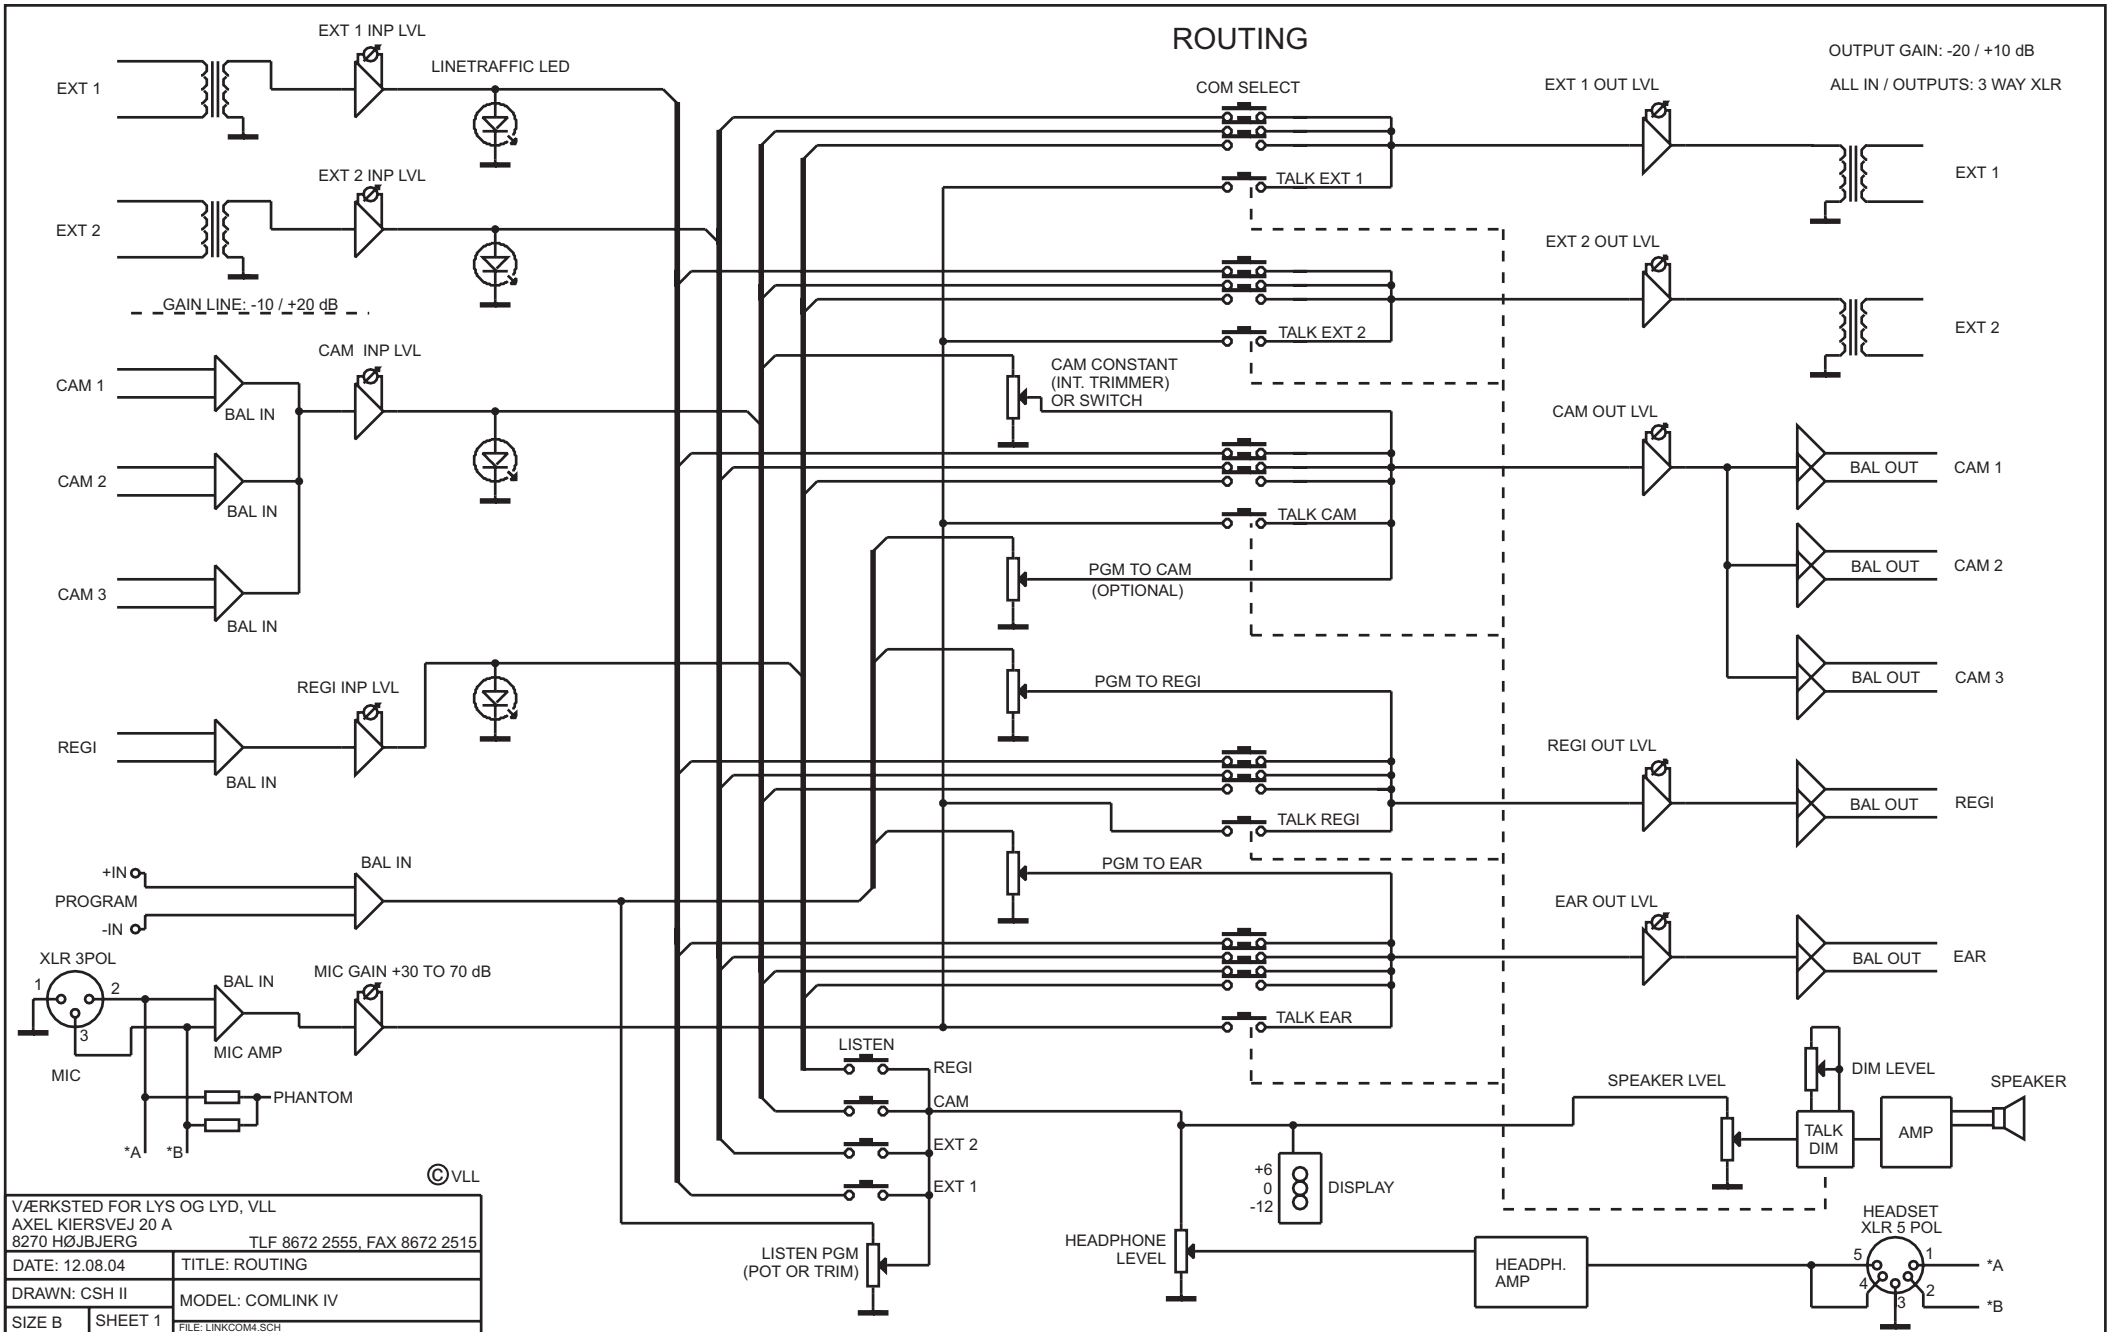 ROUTING
OUTPUT GAIN: -20 / +10 dB
ALL IN / OUTPUTS: 3 WAY XLR
EXT 1 INP LVL
LINETRAFFIC LED
EXT 1
COM SELECT
EXT 1 OUT LVL
EXT 1
TALK EXT 1
EXT 2 INP LVL
EXT 2
EXT 2 OUT LVL
EXT 2
TALK EXT 2
GAIN LINE: -10 / +20 dB
CAM INP LVL
CAM 1
BAL IN
CAM 2
BAL IN
CAM 3
BAL IN
CAM CONSTANT
(INT. TRIMMER)
OR SWITCH
CAM OUT LVL
BAL OUT
CAM 1
BAL OUT
CAM 2
BAL OUT
CAM 3
TALK CAM
PGM TO CAM
(OPTIONAL)
REGI INP LVL
REGI
BAL IN
PGM TO REGI
REGI OUT LVL
BAL OUT
REGI
TALK REGI
PGM TO EAR
+IN
PROGRAM
-IN
BAL IN
EAR OUT LVL
BAL OUT
EAR
TALK EAR
XLR 3POL
1
2
3
MIC
BAL IN
MIC AMP
MIC GAIN +30 TO 70 dB
PHANTOM
*A
*B
LISTEN
REGI
CAM
EXT 2
EXT 1
LISTEN PGM
(POT OR TRIM)
+6
0
-12
DISPLAY
HEADPHONE
LEVEL
SPEAKER LVEL
DIM LEVEL
TALK
DIM
AMP
SPEAKER
HEADPH.
AMP
HEADSET
XLR 5 POL
5
1
4
2
3
*A
*B
©VLL
VÆRKSTED FOR LYS OG LYD, VLL
AXEL KIERSVEJ 20 A
8270 HØJBJERG TLF 8672 2555, FAX 8672 2515
DATE: 12.08.04
TITLE: ROUTING
DRAWN: CSH II
MODEL: COMLINK IV
SIZE B
SHEET 1
FILE: LINKCOM4.SCH